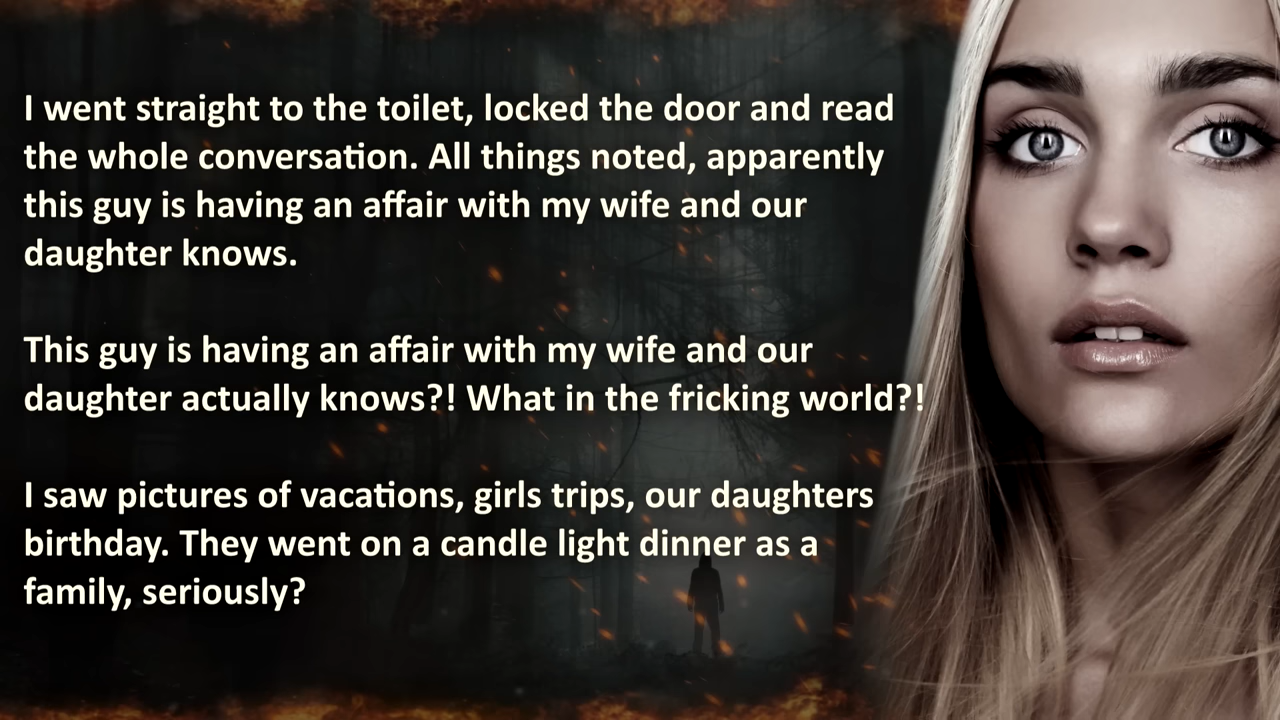 I went straight to the toilet, locked the door and read
the whole conversation. All things noted, apparently
this guy is having an affair with my wife and our
daughter knows.
This guy is having an affair with my wife and our
daughter actually knows?! What in the fricking world?!
I saw pictures of vacations, girls trips, our daughters
birthday. They went on a candle light dinner as a
family, seriously?